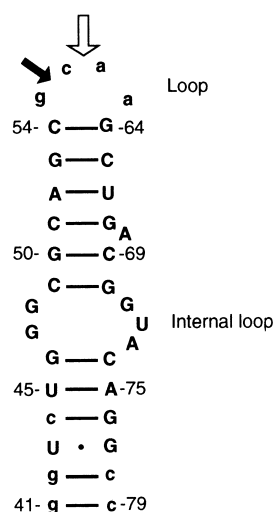 c a
g a Loop
54- C G -64
G C
A U
C G
A
50- G C -69
C G
G G
U Internal loop
G A
G C
45- U A -75
c G
U • G
g c
41- g c -79